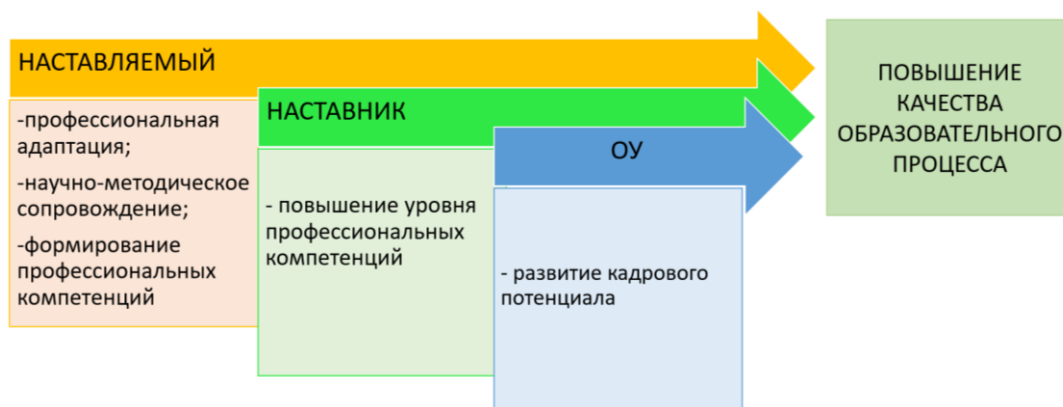 НАСТАВЛЯЕМЫЙ
-профессиональная
адаптация;
-научно-методическое
сопровождение;
-формирование
профессиональных
компетенций
НАСТАВНИК
- повышение уровня
профессиональных
компетенций
ОУ
- развитие кадрового
потенциала
ПОВЫШЕНИЕ
КАЧЕСТВА
ОБРАЗОВАТЕЛЬНОГО
ПРОЦЕССА